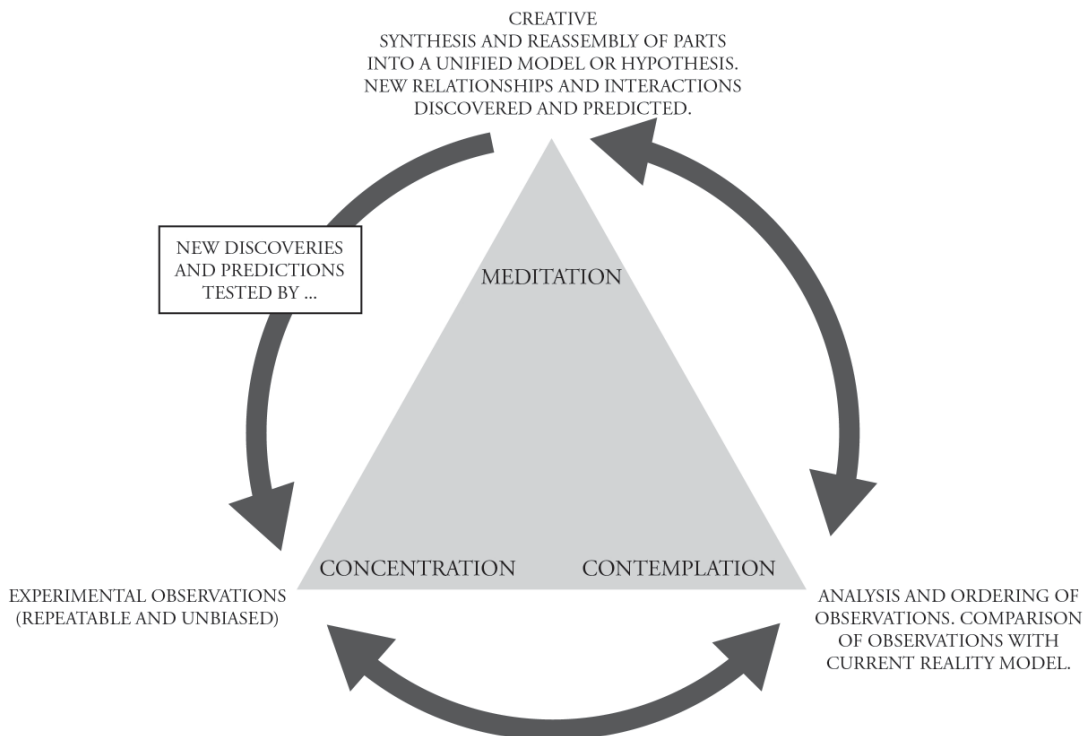 CREATIVE
SYNTHESIS AND REASSEMBLY OF PARTS
INTO A UNIFIED MODEL OR HYPOTHESIS.
NEW RELATIONSHIPS AND INTERACTIONS
DISCOVERED AND PREDICTED.
NEW DISCOVERIES
AND PREDICTIONS
TESTED BY ...
MEDITATION
CONCENTRATION
CONTEMPLATION
EXPERIMENTAL OBSERVATIONS
(REPEATABLE AND UNBIASED)
ANALYSIS AND ORDERING OF
OBSERVATIONS. COMPARISON
OF OBSERVATIONS WITH
CURRENT REALITY MODEL.